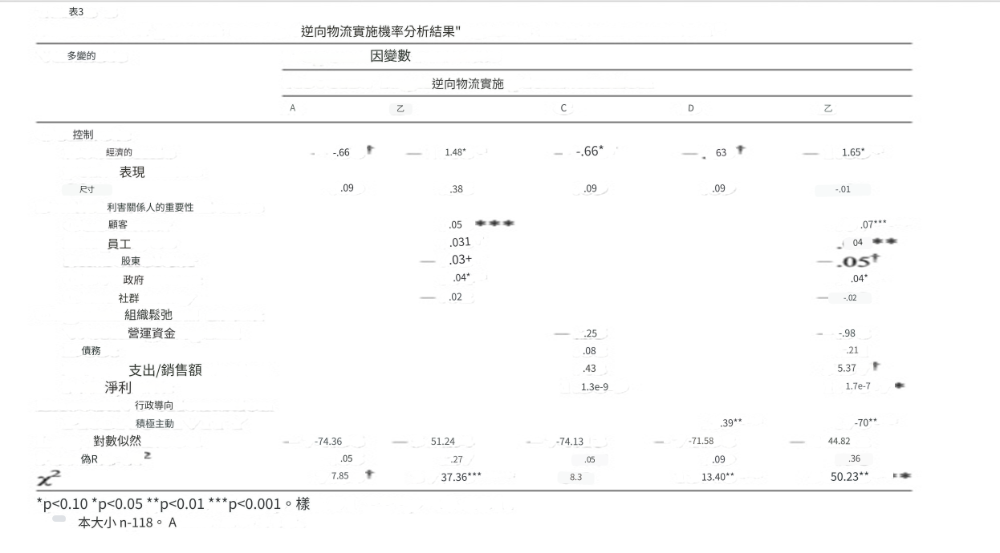 表3
逆向物流實施機率分析結果"
多變的 因變數
逆向物流實施
A 乙 C D 乙
控制
經濟的 -.66 † — 1.48* -.66* — 63 † — 1.65*
表現
尺寸 .09 .38 .09 .09 -.01
利害關係人的重要性
顧客 .05 *** .07***
員工 .031 04 **
股東 — .03+ — .05†
政府 .04* .04*
社群 — .02 — -.02
組織鬆弛
營運資金 — .25 -.98
債務 .08 .21
支出/銷售額 .43 5.37 †
淨利 1.3e-9 1.7e-7 *
行政導向
積極主動 .39** -70**
對數似然 -74.36 — 51.24 -74.13 -71.58 — 44.82
偽R 2 .05 .27 .05 .09 .36
χ2 7.85 † 37.36*** 8.3 13.40** 50.23** *
*p<0.10 *p<0.05 **p<0.01 ***p<0.001。樣
本大小 n-118。 A